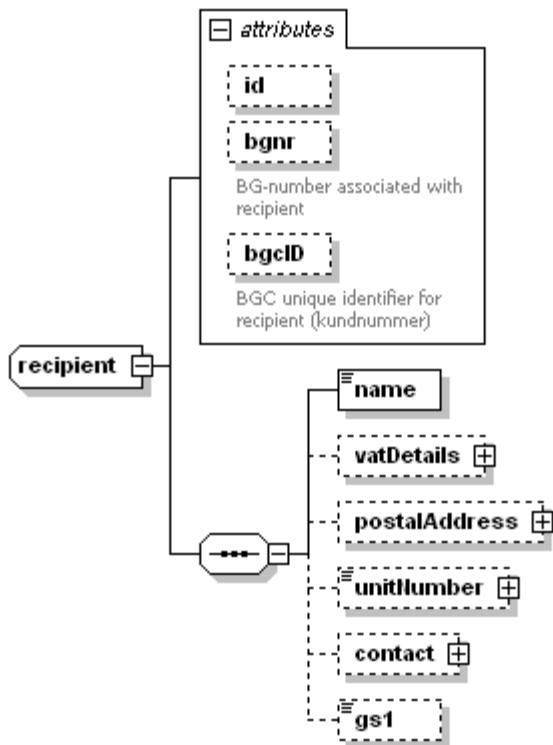 attributes
id
bgnr
BG-number associated with
recipient
bgcID
BGC unique identifier for
recipient (kundnummer)
recipient
name
vatDetails
postalAddress
unitNumber
contact
gs1